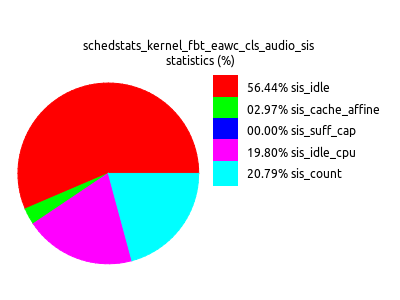 schedstats_kernel_fbt_eawc_cls_audio_sis
statistics (%)
56.44% sis_idle
02.97% sis_cache_affine
00.00% sis_suff_cap
19.80% sis_idle_cpu
20.79% sis_count